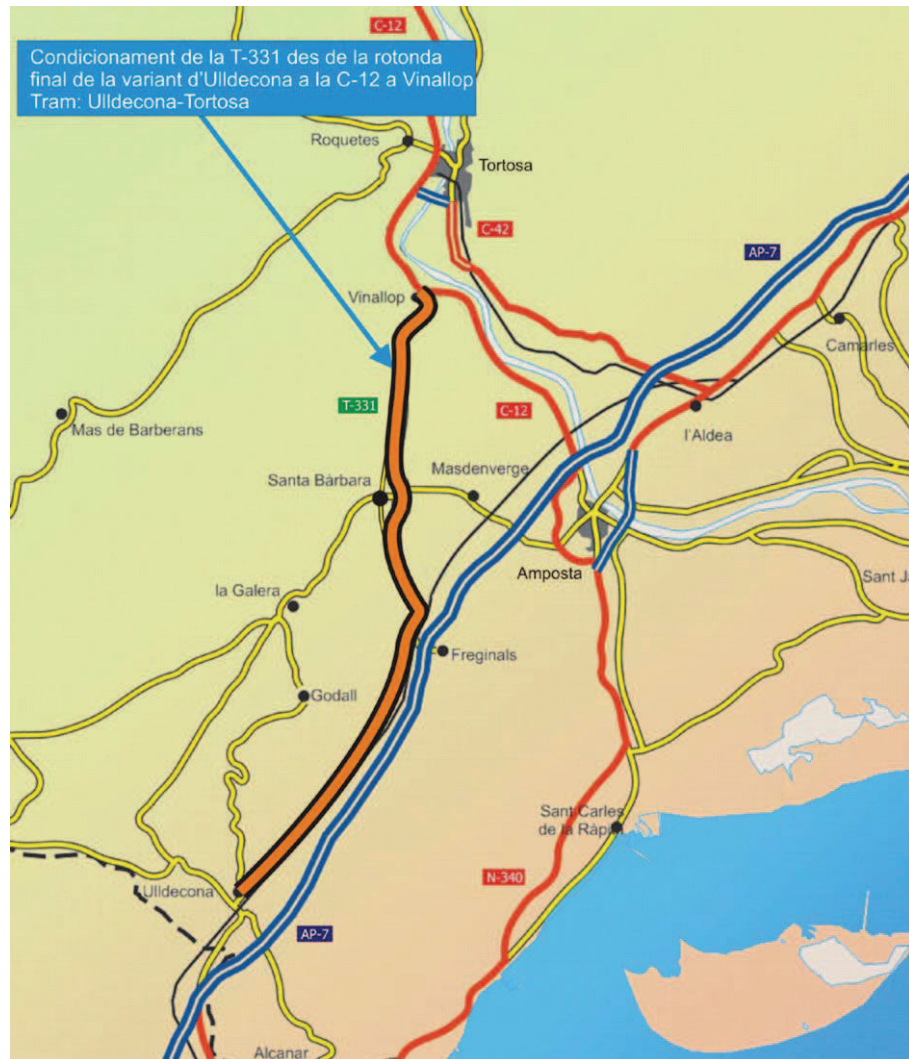 C-12
Condicionament de la T-331 des de la rotonda
final de la variant d'Ulldecona a la C-12 a Vinallop
Tram: Ulldecona-Tortosa
Roquetes
Tortosa
C-42
AP-7
Vinallop
Camarles
T-331
C-12
Mas de Barberans
l'Aldea
Santa Bàrbara
Masdenverge
Amposta
Sant Ja
la Galera
Freginals
Godall
Sant Carles
de la Ràpita
Ulldecona
N-340
AP-7
Alcanar